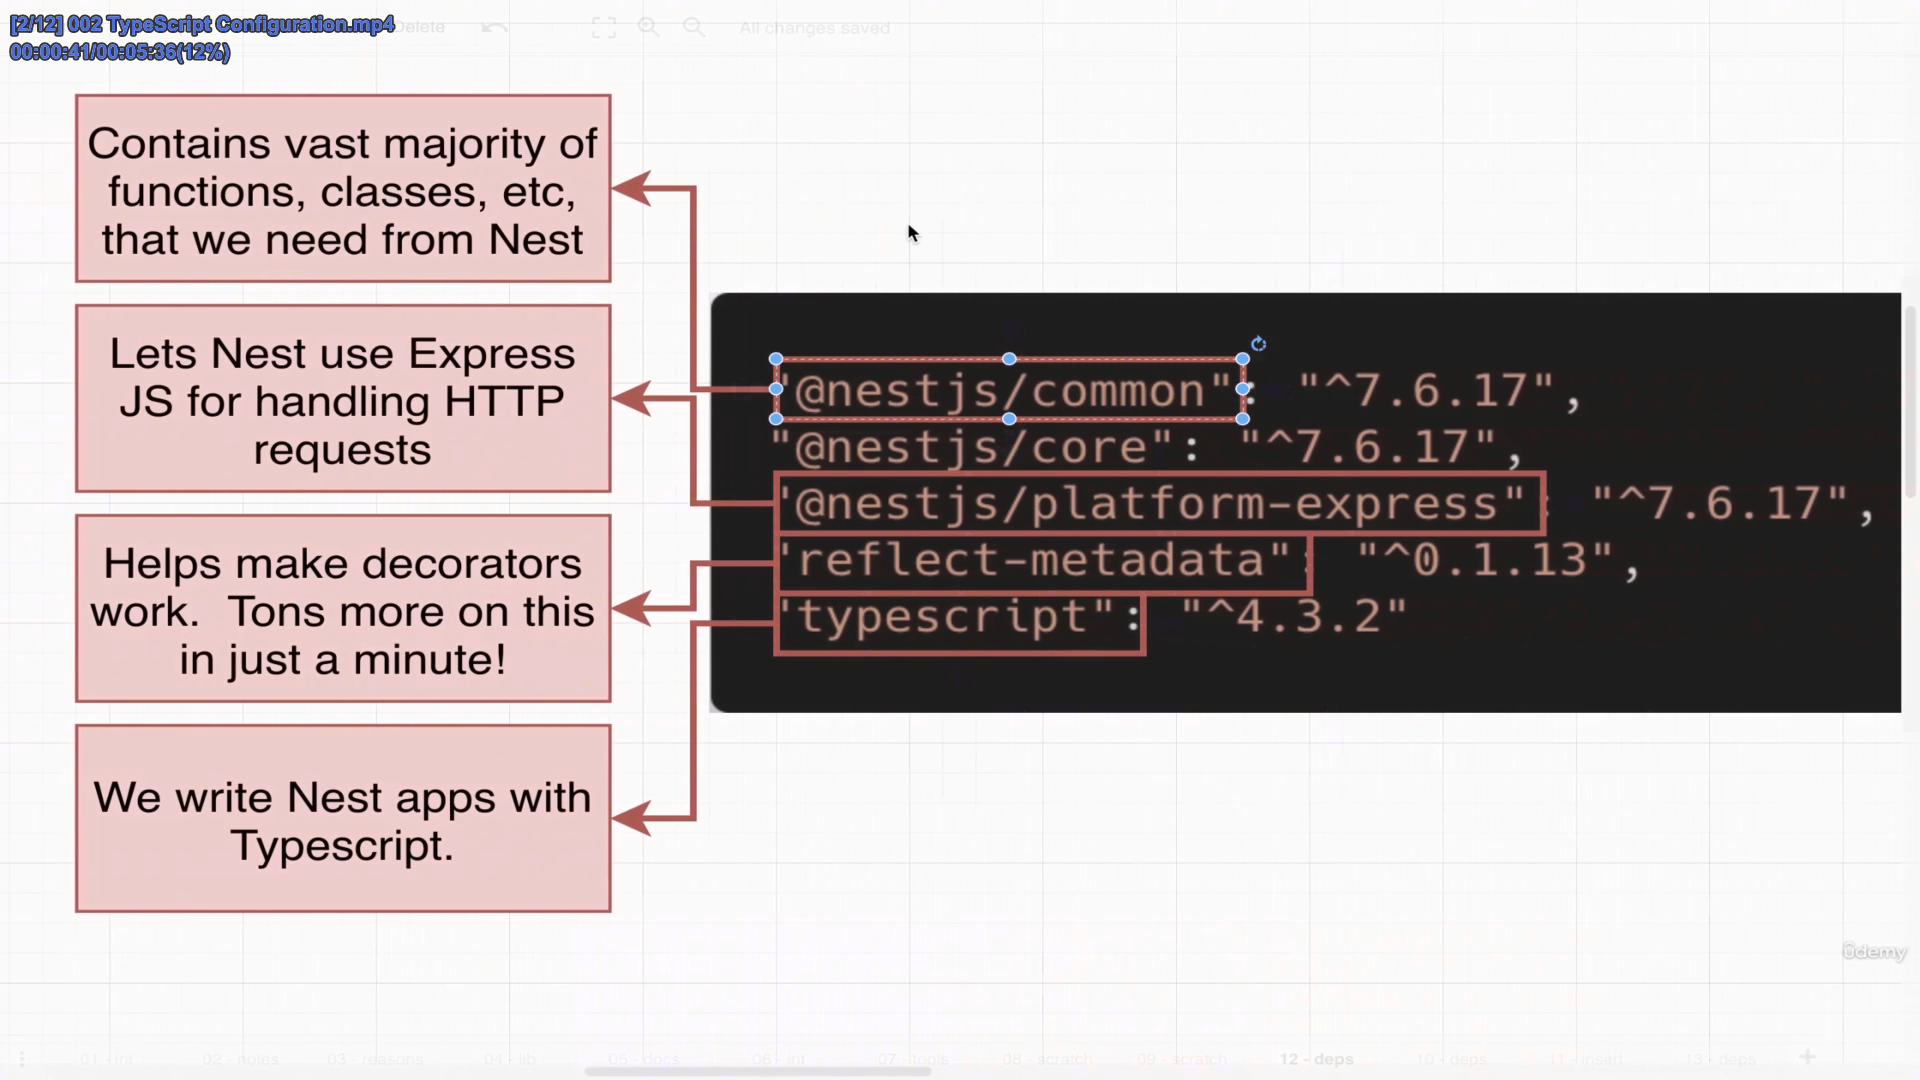 [2/12] 002 TypeScript Configuration.mp4
Delete
All changes saved
00:00:41/00:05:36(12%)
Contains vast majority of
functions, classes, etc,
that we need from Nest
Lets Nest use Express
JS for handling HTTP
requests
Helps make decorators
work.  Tons more on this
in just a minute!
We write Nest apps with
Typescript.
"@nestjs/common": "^7.6.17",
"@nestjs/core": "^7.6.17",
"@nestjs/platform-express": "^7.6.17",
"reflect-metadata": "^0.1.13",
"typescript": "^4.3.2"
ûdemy
01 - int
02 - notes
03 - reasons
04 - lib
05 - docs
06 - int
07 - tools
08 - scratch
09 - scratch
12 - deps
10 - deps
11 - insert
13 - deps